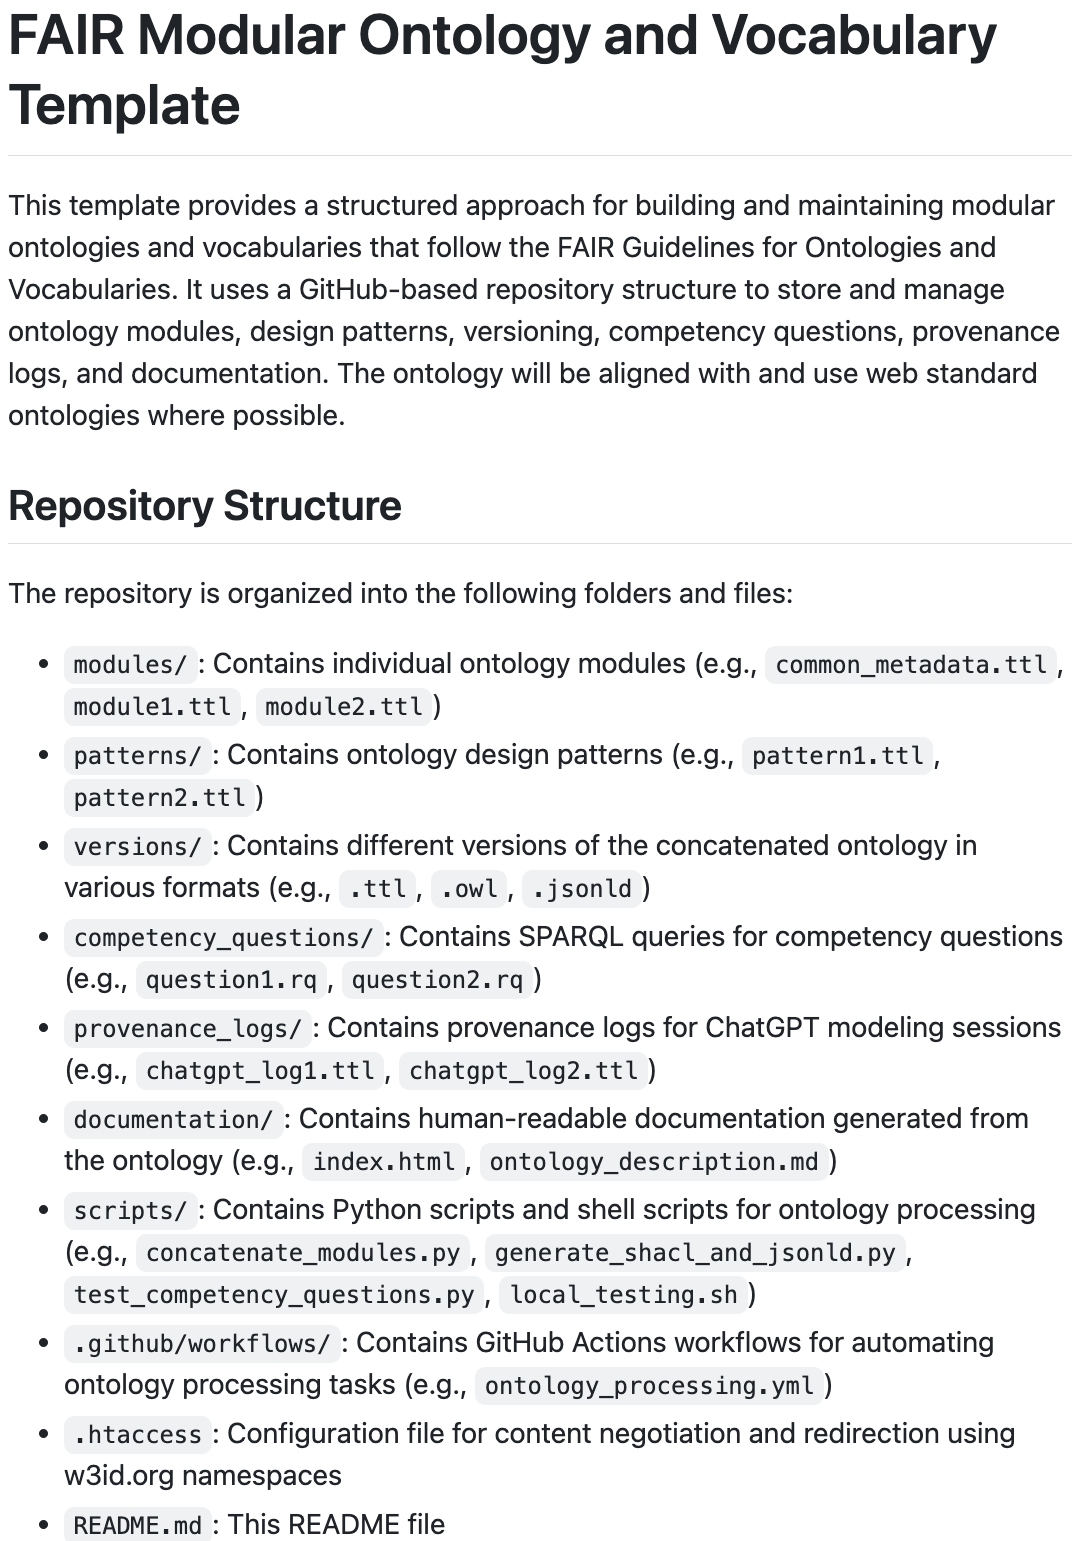 FAIR Modular Ontology and Vocabulary
Template
This template provides a structured approach for building and maintaining modular
ontologies and vocabularies that follow the FAIR Guidelines for Ontologies and
Vocabularies. It uses a GitHub-based repository structure to store and manage
ontology modules, design patterns, versioning, competency questions, provenance
logs, and documentation. The ontology will be aligned with and use web standard
ontologies where possible.
Repository Structure
The repository is organized into the following folders and files:
• modules/ : Contains individual ontology modules (e.g., common_metadata.ttl ,
module1.ttl , module2.ttl )
• patterns/ : Contains ontology design patterns (e.g., pattern1.ttl ,
pattern2.ttl )
• versions/ : Contains different versions of the concatenated ontology in
various formats (e.g., .ttl , .owl , .jsonld )
• competency_questions/ : Contains SPARQL queries for competency questions
(e.g., question1.rq , question2.rq )
• provenance_logs/ : Contains provenance logs for ChatGPT modeling sessions
(e.g., chatgpt_log1.ttl , chatgpt_log2.ttl )
• documentation/ : Contains human-readable documentation generated from
the ontology (e.g., index.html , ontology_description.md )
• scripts/ : Contains Python scripts and shell scripts for ontology processing
(e.g., concatenate_modules.py , generate_shacl_and_jsonld.py ,
test_competency_questions.py , local_testing.sh )
• .github/workflows/ : Contains GitHub Actions workflows for automating
ontology processing tasks (e.g., ontology_processing.yml )
• .htaccess : Configuration file for content negotiation and redirection using
w3id.org namespaces
• README.md : This README file